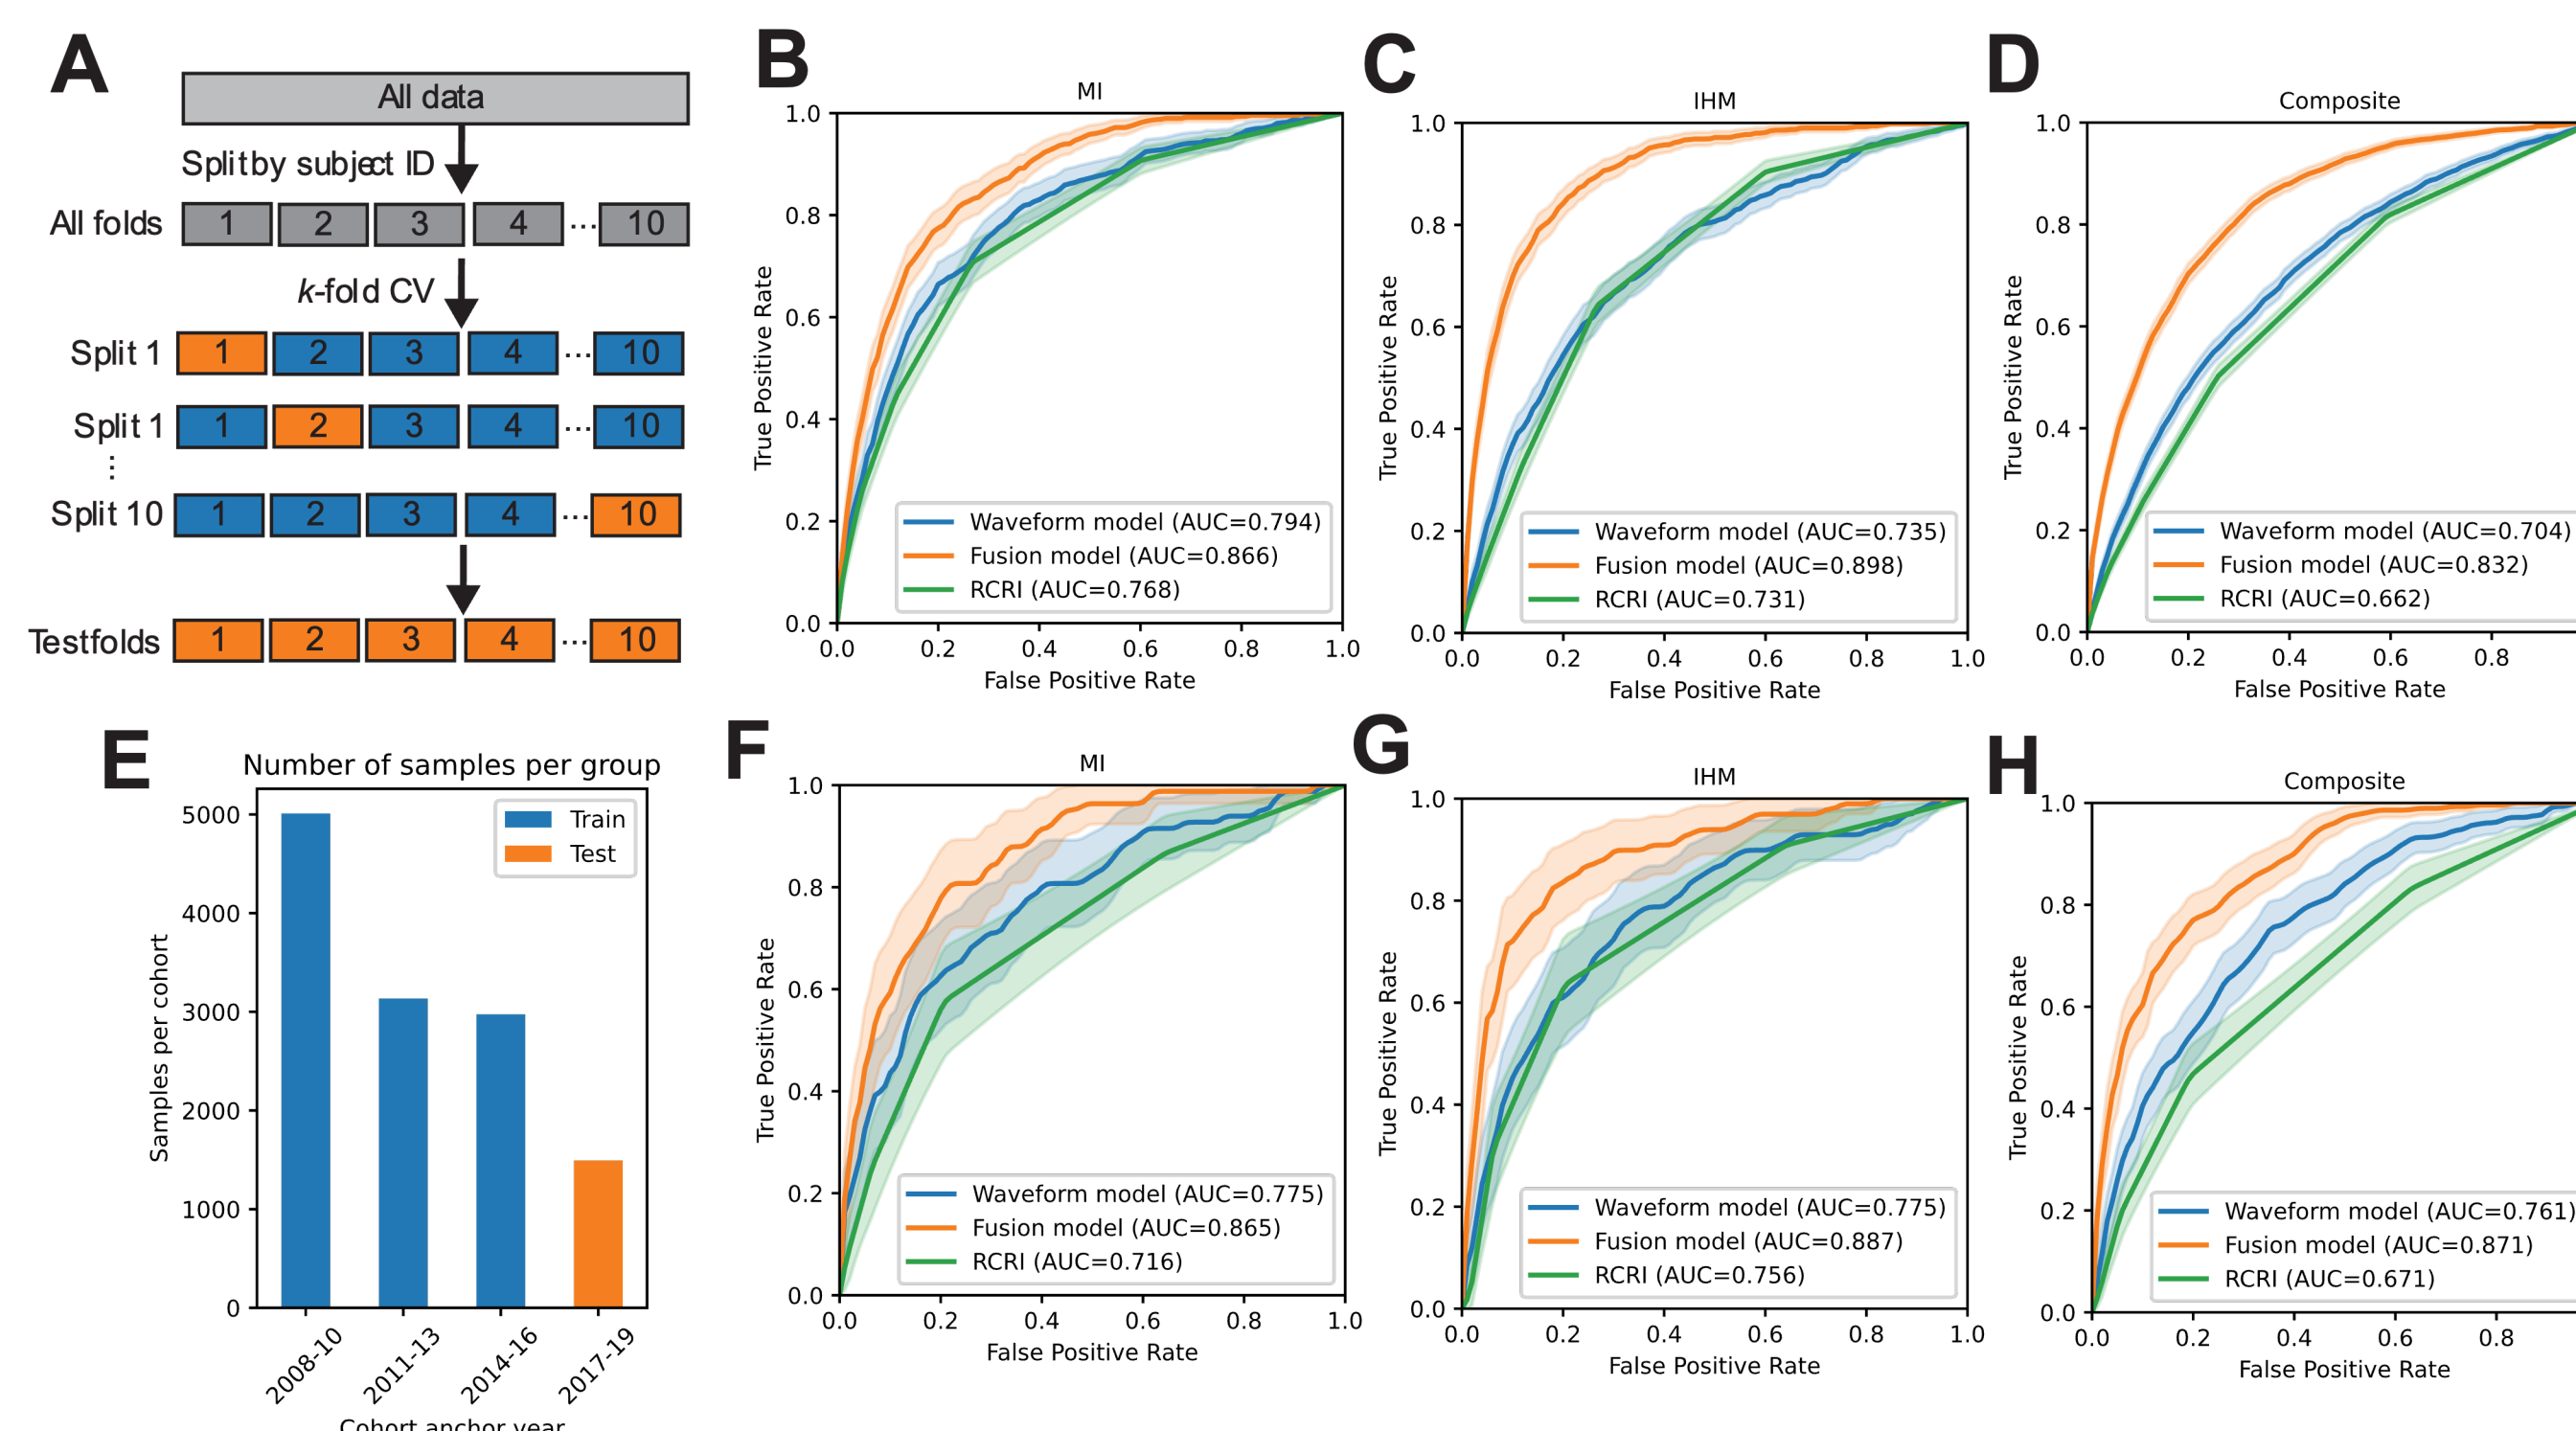 A
All data
Split by subject ID
All folds
1 2 3 4 ... 10
k-fold CV
Split 1 1 2 3 4 ... 10
Split 1 1 2 3 4 ... 10
⋮
Split 10 1 2 3 4 ... 10
Testfolds 1 2 3 4 ... 10
B
MI
True Positive Rate
1.0
0.8
0.6
0.4
0.2
0.0
Waveform model (AUC=0.794)
Fusion model (AUC=0.866)
RCRI (AUC=0.768)
0.0 0.2 0.4 0.6 0.8 1.0
False Positive Rate
C
IHM
True Positive Rate
1.0
0.8
0.6
0.4
0.2
0.0
Waveform model (AUC=0.735)
Fusion model (AUC=0.898)
RCRI (AUC=0.731)
0.0 0.2 0.4 0.6 0.8 1.0
False Positive Rate
D
Composite
True Positive Rate
1.0
0.8
0.6
0.4
0.2
0.0
Waveform model (AUC=0.704)
Fusion model (AUC=0.832)
RCRI (AUC=0.662)
0.0 0.2 0.4 0.6 0.8
False Positive Rate
E
Number of samples per group
Samples per cohort
5000
4000
3000
2000
1000
0
Train
Test
2008-10 2011-13 2014-16 2017-19
Cohort anchor year
F
MI
True Positive Rate
1.0
0.8
0.6
0.4
0.2
0.0
Waveform model (AUC=0.775)
Fusion model (AUC=0.865)
RCRI (AUC=0.716)
0.0 0.2 0.4 0.6 0.8 1.0
False Positive Rate
G
IHM
True Positive Rate
1.0
0.8
0.6
0.4
0.2
0.0
Waveform model (AUC=0.775)
Fusion model (AUC=0.887)
RCRI (AUC=0.756)
0.0 0.2 0.4 0.6 0.8 1.0
False Positive Rate
H
Composite
True Positive Rate
1.0
0.8
0.6
0.4
0.2
0.0
Waveform model (AUC=0.761)
Fusion model (AUC=0.871)
RCRI (AUC=0.671)
0.0 0.2 0.4 0.6 0.8
False Positive Rate